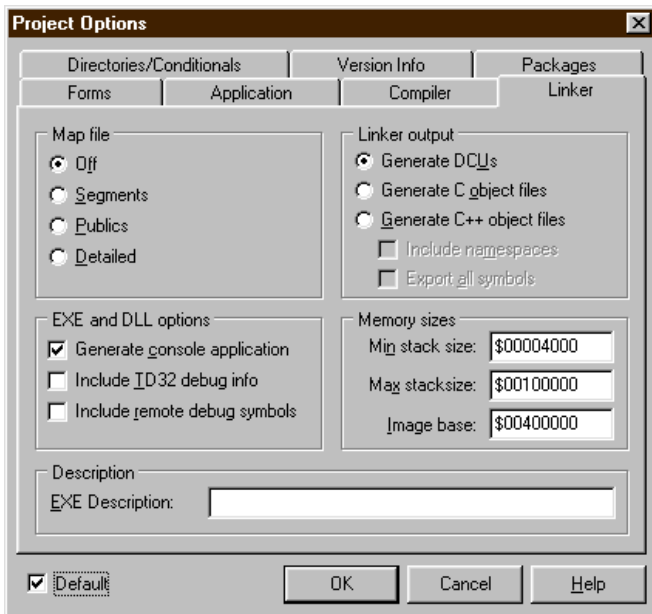 Project Options
Directories/Conditionals Version Info Packages
Forms Application Compiler Linker
Map file
Off
Segments
Publics
Detailed
Linker output
Generate DCUs
Generate C object files
Generate C++ object files
Include namespaces
Export all symbols
EXE and DLL options
Generate console application
Include TD32 debug info
Include remote debug symbols
Memory sizes
Min stack size: $00004000
Max stacksize: $00100000
Image base: $00400000
Description
EXE Description:
Default OK Cancel Help